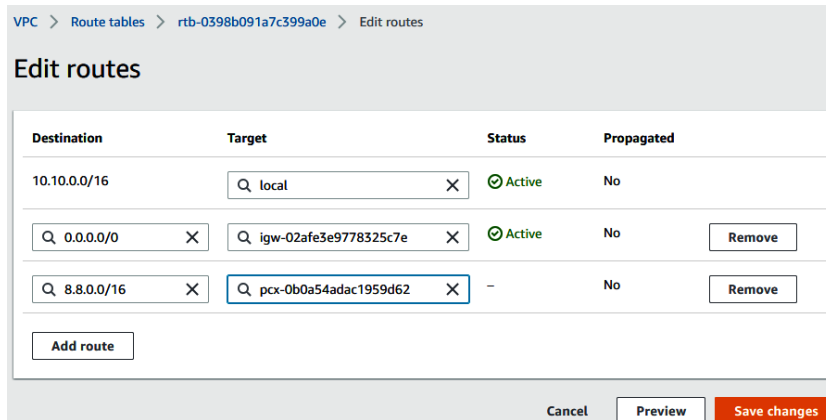 VPC > Route tables > rtb-0398b091a7c399a0e > Edit routes
Edit routes
Destination Target Status Propagated
10.10.0.0/16 local Active No
0.0.0.0/0 igw-02afe3e9778325c7e Active No Remove
8.8.0.0/16 pcx-0b0a54adac1959d62 – No Remove
Add route
Cancel Preview Save changes